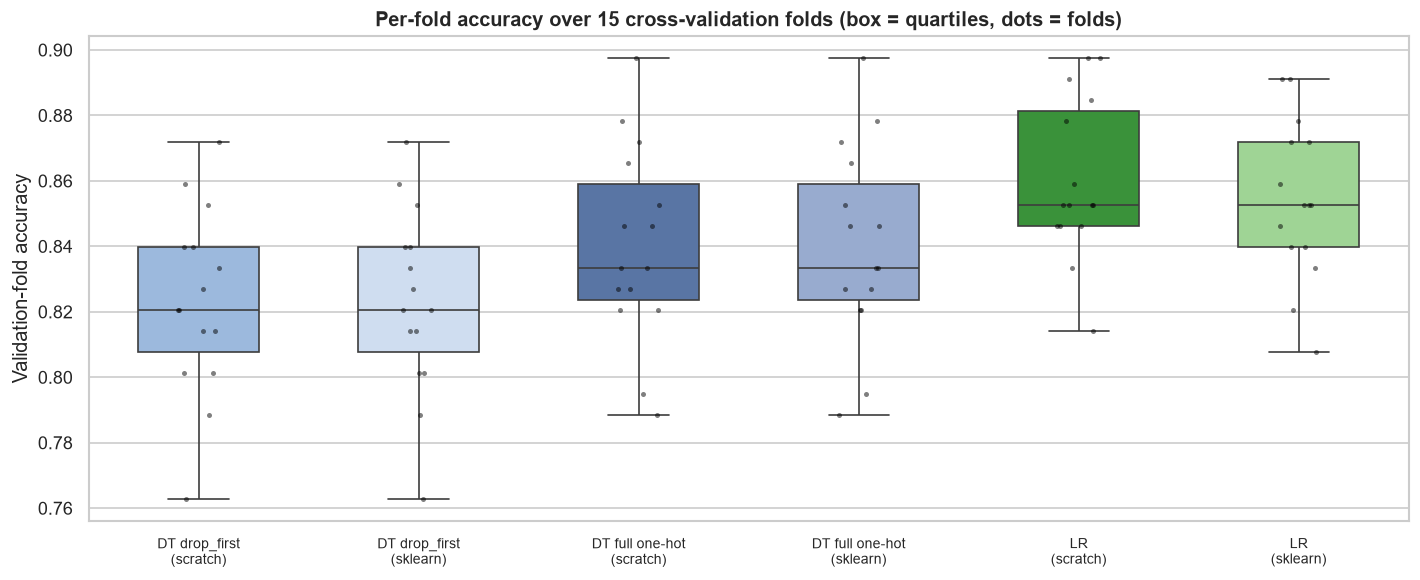 Per-fold accuracy over 15 cross-validation folds (box = quartiles, dots = folds)
Validation-fold accuracy
0.90
0.88
0.86
0.84
0.82
0.80
0.78
0.76
DT drop_first
(scratch)
DT drop_first
(sklearn)
DT full one-hot
(scratch)
DT full one-hot
(sklearn)
LR
(scratch)
LR
(sklearn)